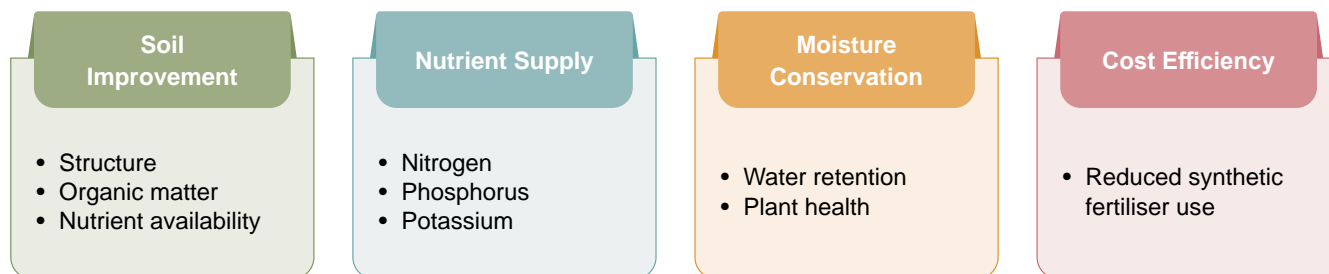 Soil
Improvement
• Structure
• Organic matter
• Nutrient availability
Nutrient Supply
• Nitrogen
• Phosphorus
• Potassium
Moisture
Conservation
• Water retention
• Plant health
Cost Efficiency
• Reduced synthetic
fertiliser use